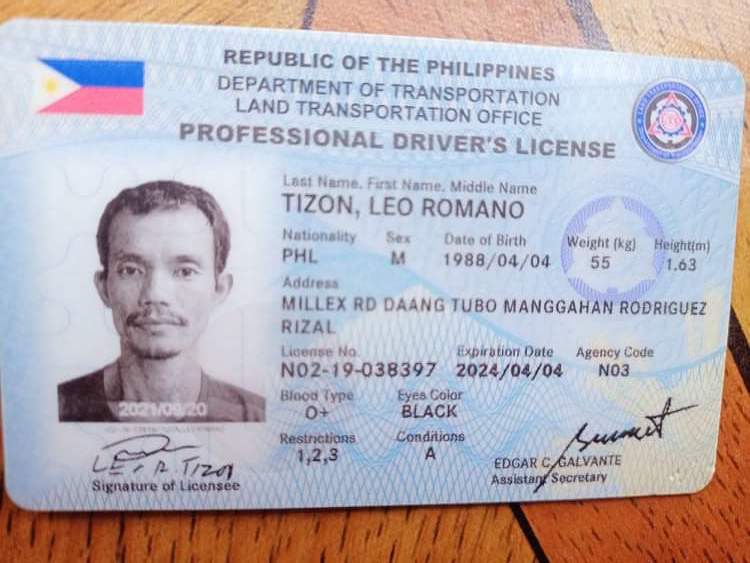 REPUBLIC OF THE PHILIPPINES
DEPARTMENT OF TRANSPORTATION
LAND TRANSPORTATION OFFICE
PROFESSIONAL DRIVER'S LICENSE
Last Name, First Name, Middle Name
TIZON, LEO ROMANO
Nationality Sex Date of Birth Weight (kg) Height(m)
PHL M 1988/04/04 55 1.63
Address
MILLEX RD DAANG TUBO MANGGAHAN RODRIGUEZ
RIZAL
License No. Expiration Date Agency Code
N02-19-038397 2024/04/04 N03
Blood Type Eyes Color
O+ BLACK
Restrictions Conditions
1,2,3 A
2021/09/20
LEO R. TIZON
Signature of Licensee
EDGAR C. GALVANTE
Assistant Secretary